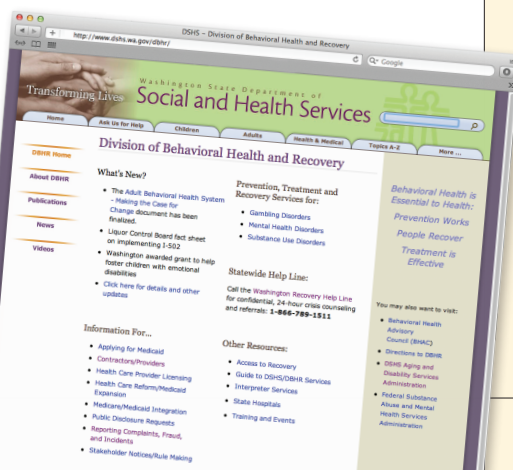 DSHS – Division of Behavioral Health and Recovery
http://www.dshs.wa.gov/dbhr/
Google
Transforming Lives
Washington State Department of
Social and Health Services
Home
Ask Us for Help
Children
Adults
Health & Medical
Topics A-Z
More ...
DBHR Home
About DBHR
Publications
News
Videos
Division of Behavioral Health and Recovery
What's New?
• The Adult Behavioral Health System
- Making the Case for
Change document has been
finalized.
• Liquor Control Board fact sheet
on implementing I-502
• Washington awarded grant to help
foster children with emotional
disabilities
• Click here for details and other
updates
Prevention, Treatment and
Recovery Services for:
• Gambling Disorders
• Mental Health Disorders
• Substance Use Disorders
Statewide Help Line:
Call the Washington Recovery Help Line
for confidential, 24-hour crisis counseling
and referrals: 1-866-789-1511
Information For...
• Applying for Medicaid
• Contractors/Providers
• Health Care Provider Licensing
• Health Care Reform/Medicaid
Expansion
• Medicare/Medicaid Integration
• Public Disclosure Requests
• Reporting Complaints, Fraud,
and Incidents
• Stakeholder Notices/Rule Making
Other Resources:
• Access to Recovery
• Guide to DSHS/DBHR Services
• Interpreter Services
• State Hospitals
• Training and Events
Behavioral Health is
Essential to Health:
Prevention Works
People Recover
Treatment is
Effective
You may also want to visit:
• Behavioral Health
Advisory
Council (BHAC)
• Directions to DBHR
• DSHS Aging and
Disability Services
Administration
• Federal Substance
Abuse and Mental
Health Services
Administration